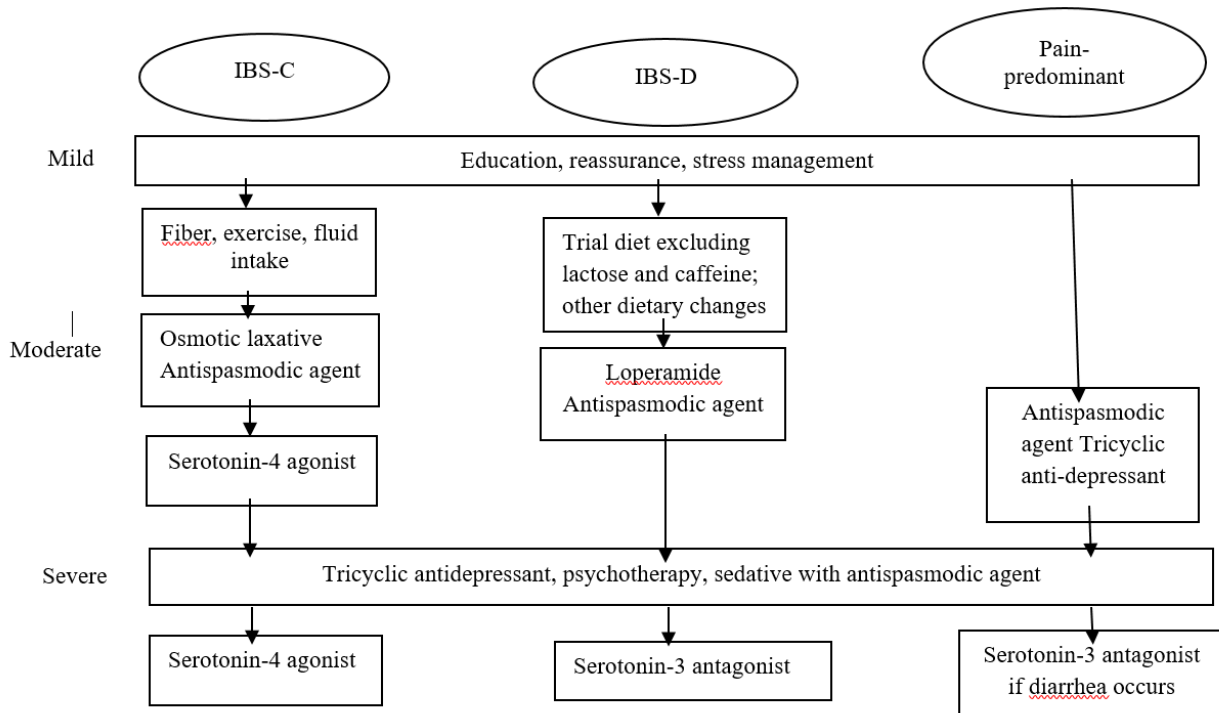 IBS-C
IBS-D
Pain-
predominant
Mild
Education, reassurance, stress management
Fiber, exercise, fluid
intake
Trial diet excluding
lactose and caffeine;
other dietary changes
Moderate
Osmotic laxative
Antispasmodic agent
Loperamide
Antispasmodic agent
Antispasmodic
agent Tricyclic
anti-depressant
Serotonin-4 agonist
Severe
Tricyclic antidepressant, psychotherapy, sedative with antispasmodic agent
Serotonin-4 agonist
Serotonin-3 antagonist
Serotonin-3 antagonist
if diarrhea occurs